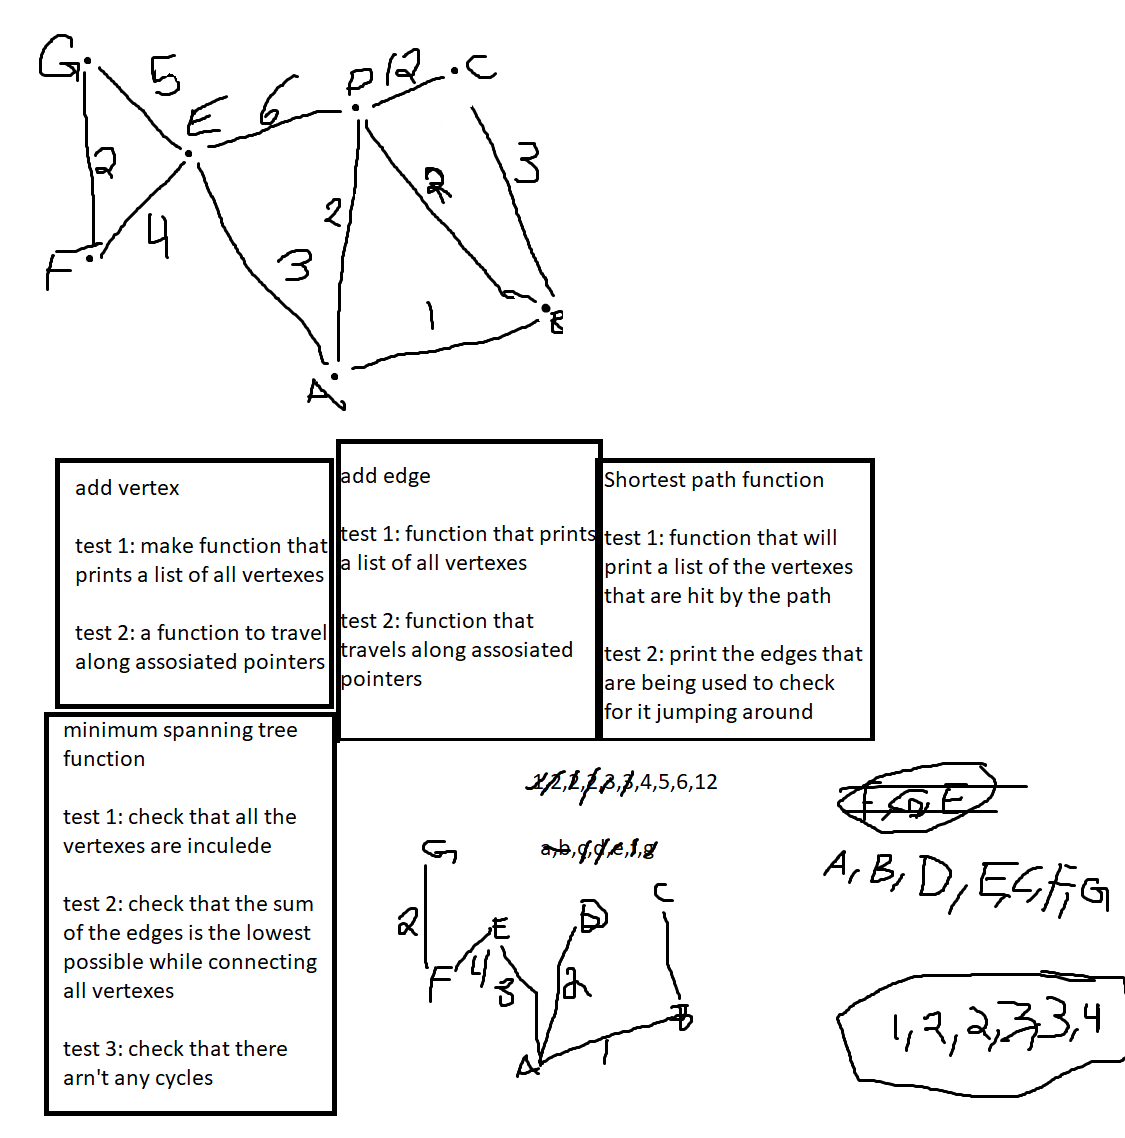 G
5
E
6
D
12
C
2
4
F
3
2
2
3
1
A
B
add vertex
test 1: make function that
prints a list of all vertexes
test 2: a function to travel
along assosiated pointers
add edge
test 1: function that prints
a list of all vertexes
test 2: function that
travels along assosiated
pointers
Shortest path function
test 1: function that will
print a list of the vertexes
that are hit by the path
test 2: print the edges that
are being used to check
for it jumping around
minimum spanning tree
function
test 1: check that all the
vertexes are inculede
test 2: check that the sum
of the edges is the lowest
possible while connecting
all vertexes
test 3: check that there
arn't any cycles
1,2,2,2,3,3,4,5,6,12
a,b,c,d,e,f,g
G
2
F
4
E
3
D
2
C
B
A
1
F, G, E
A, B, D, E, C, F, G
1, 2, 2, 3, 3, 4